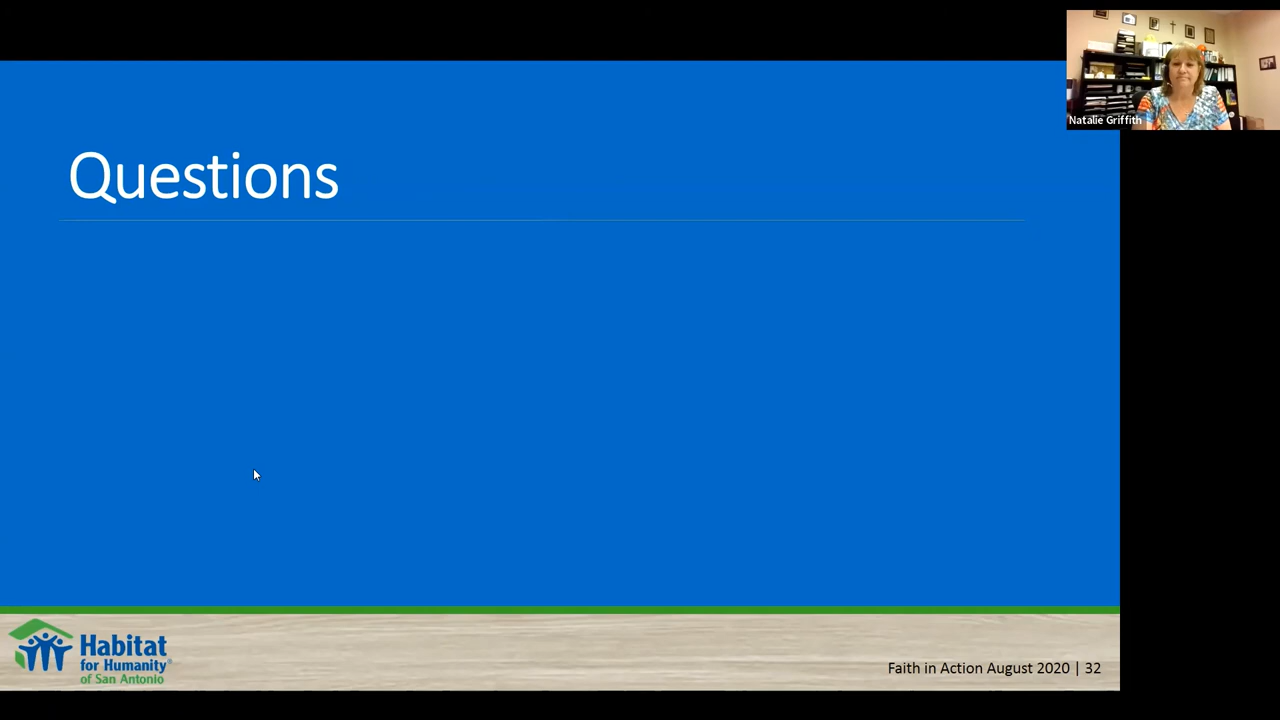 Natalie Griffith
Questions
Habitat
for Humanity®
of San Antonio
Faith in Action August 2020 | 32